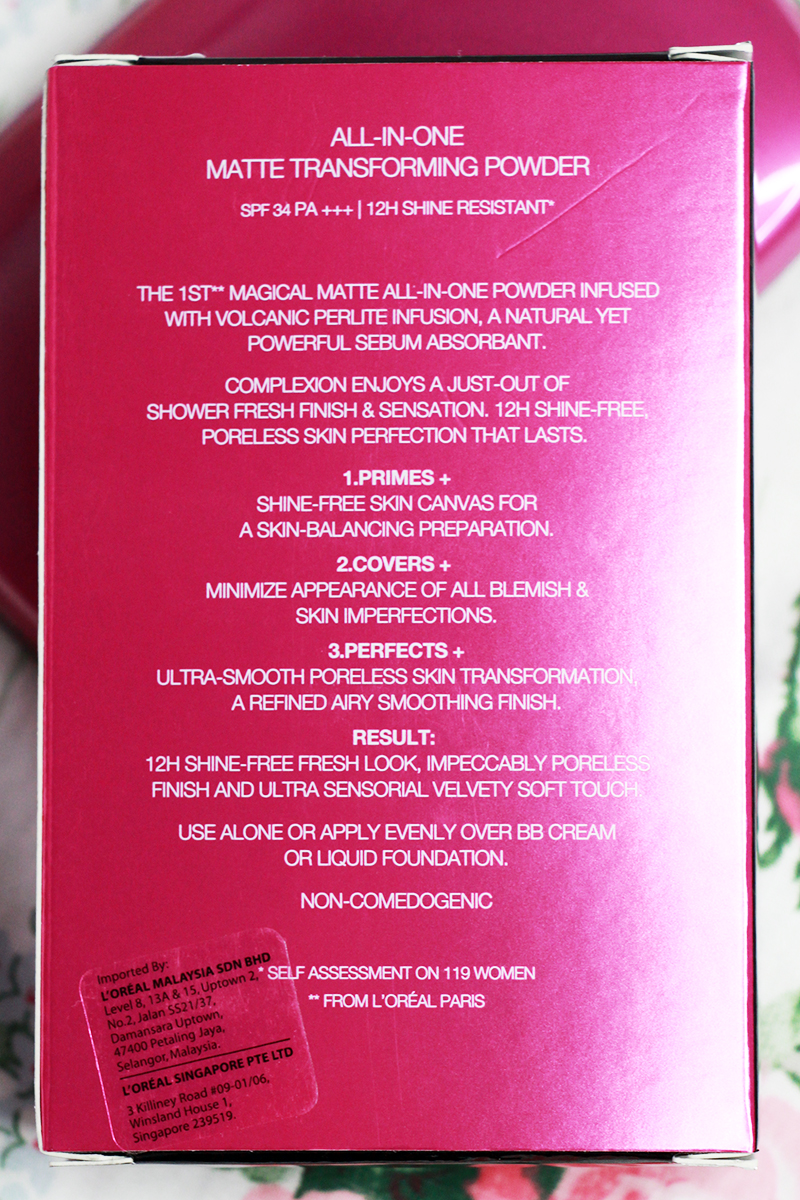 ALL-IN-ONE
MATTE TRANSFORMING POWDER
SPF 34 PA +++ | 12H SHINE RESISTANT*
THE 1ST** MAGICAL MATTE ALL-IN-ONE POWDER INFUSED
WITH VOLCANIC PERLITE INFUSION, A NATURAL YET
POWERFUL SEBUM ABSORBANT.
COMPLEXION ENJOYS A JUST-OUT OF
SHOWER FRESH FINISH & SENSATION. 12H SHINE-FREE,
PORELESS SKIN PERFECTION THAT LASTS.
1.PRIMES +
SHINE-FREE SKIN CANVAS FOR
A SKIN-BALANCING PREPARATION.
2.COVERS +
MINIMIZE APPEARANCE OF ALL BLEMISH &
SKIN IMPERFECTIONS.
3.PERFECTS +
ULTRA-SMOOTH PORELESS SKIN TRANSFORMATION,
A REFINED AIRY SMOOTHING FINISH.
RESULT:
12H SHINE-FREE FRESH LOOK, IMPECCABLY PORELESS
FINISH AND ULTRA SENSORIAL VELVETY SOFT TOUCH.
USE ALONE OR APPLY EVENLY OVER BB CREAM
OR LIQUID FOUNDATION.
NON-COMEDOGENIC
* SELF ASSESSMENT ON 119 WOMEN
** FROM L'ORÉAL PARIS
Imported By:
L'ORÉAL MALAYSIA SDN BHD
Level 8, 13A & 15, Uptown 2,
No.2, Jalan SS21/37,
Damansara Uptown,
47400 Petaling Jaya,
Selangor, Malaysia.
L'ORÉAL SINGAPORE PTE LTD
3 Killiney Road #09-01/06,
Winsland House 1,
Singapore 239519.